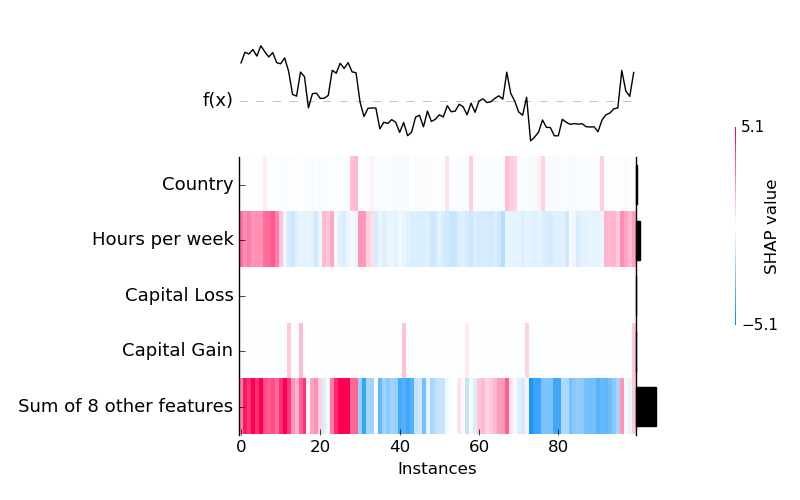 f(x)
Country
Hours per week
Capital Loss
Capital Gain
Sum of 8 other features
0 20 40 60 80
Instances
5.1
−5.1
SHAP value